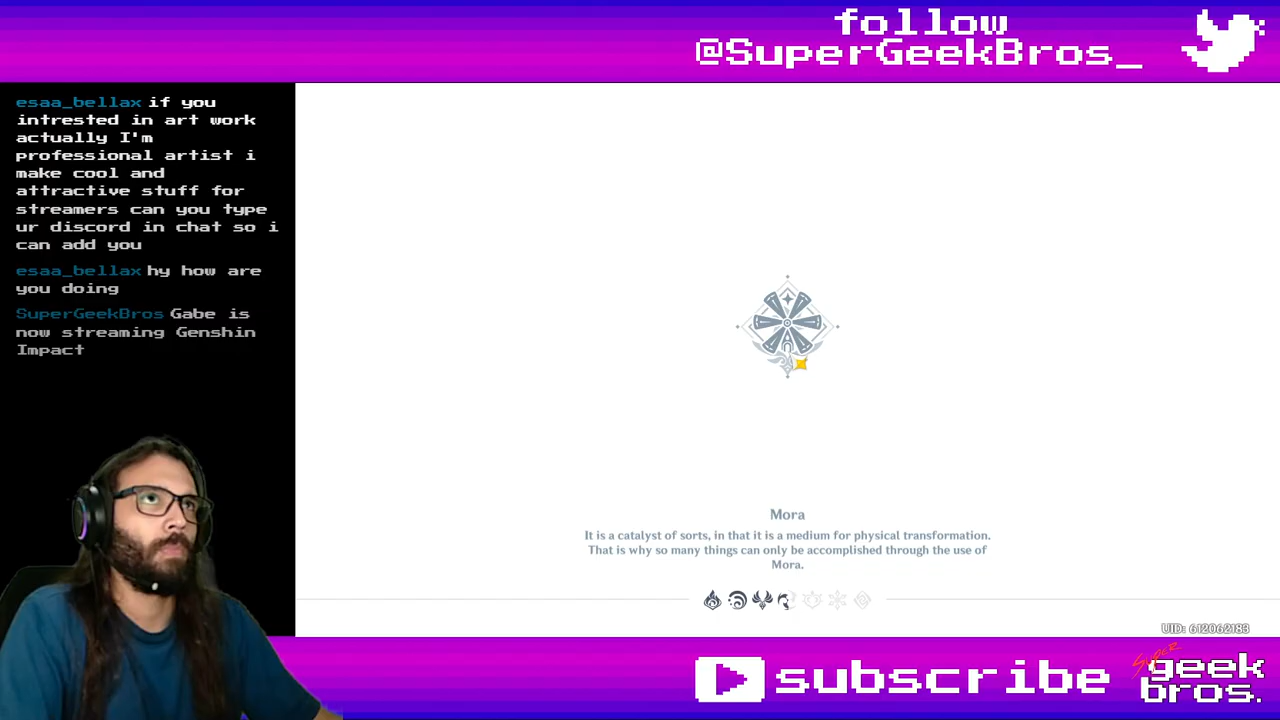 follow
@SuperGeekBros_
esaa_bellax if you
intrested in art work
actually I'm
professional artist i
make cool and
attractive stuff for
streamers can you type
ur discord in chat so i
can add you
esaa_bellax hy how are
you doing
SuperGeekBros Gabe is
now streaming Genshin
Impact
Mora
It is a catalyst of sorts, in that it is a medium for physical transformation.
That is why so many things can only be accomplished through the use of
Mora.
UID: 612062183
subscribe
SUPER
geek
bros.